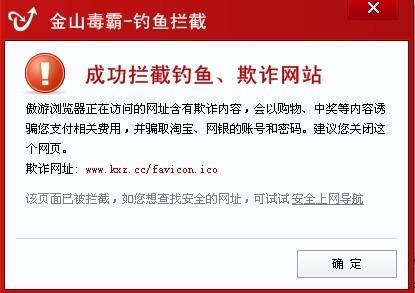 金山毒霸-钓鱼拦截
成功拦截钓鱼、欺诈网站
傲游浏览器正在访问的网址含有欺诈内容，会以购物、中奖等内容诱
骗您支付相关费用，并骗取淘宝、网银的账号和密码。建议您关闭这
个网页。
欺诈网址: www.kxz.cc/favicon.ico
该页面已被拦截，如您想查找安全的网址，可试试安全上网导航
确 定